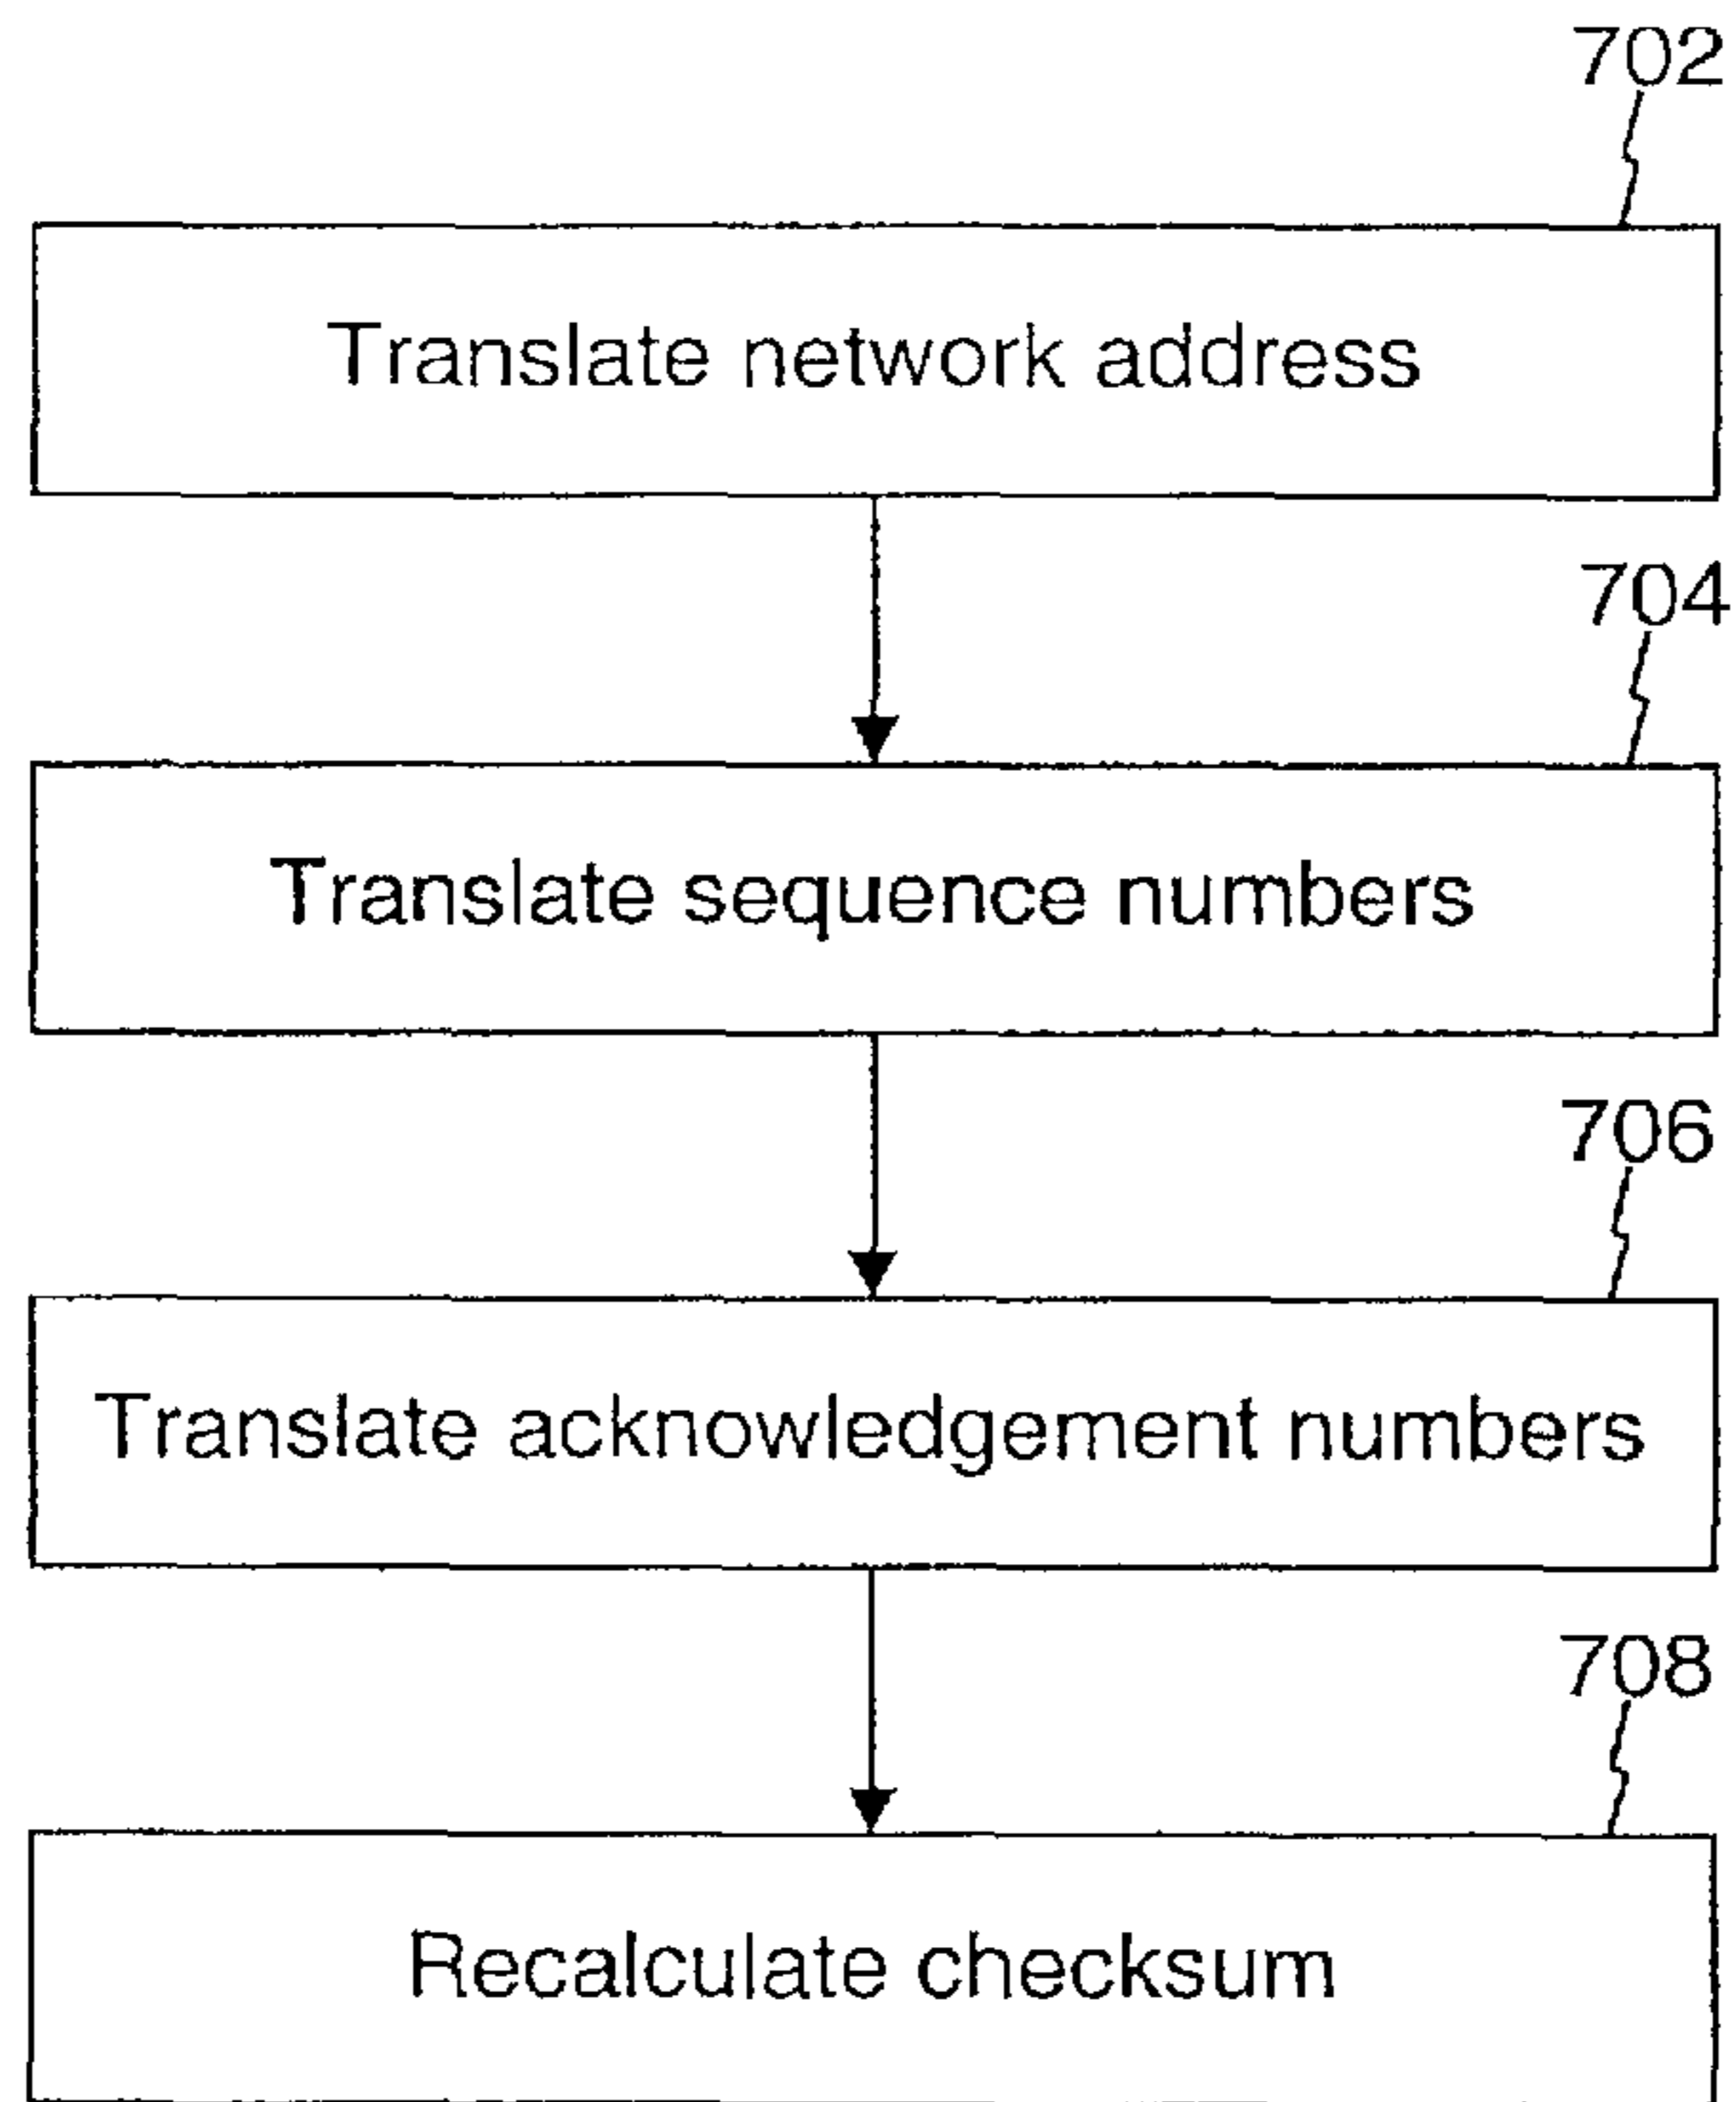 702
Translate network address
704
Translate sequence numbers
706
Translate acknowledgement numbers
708
Recalculate checksum